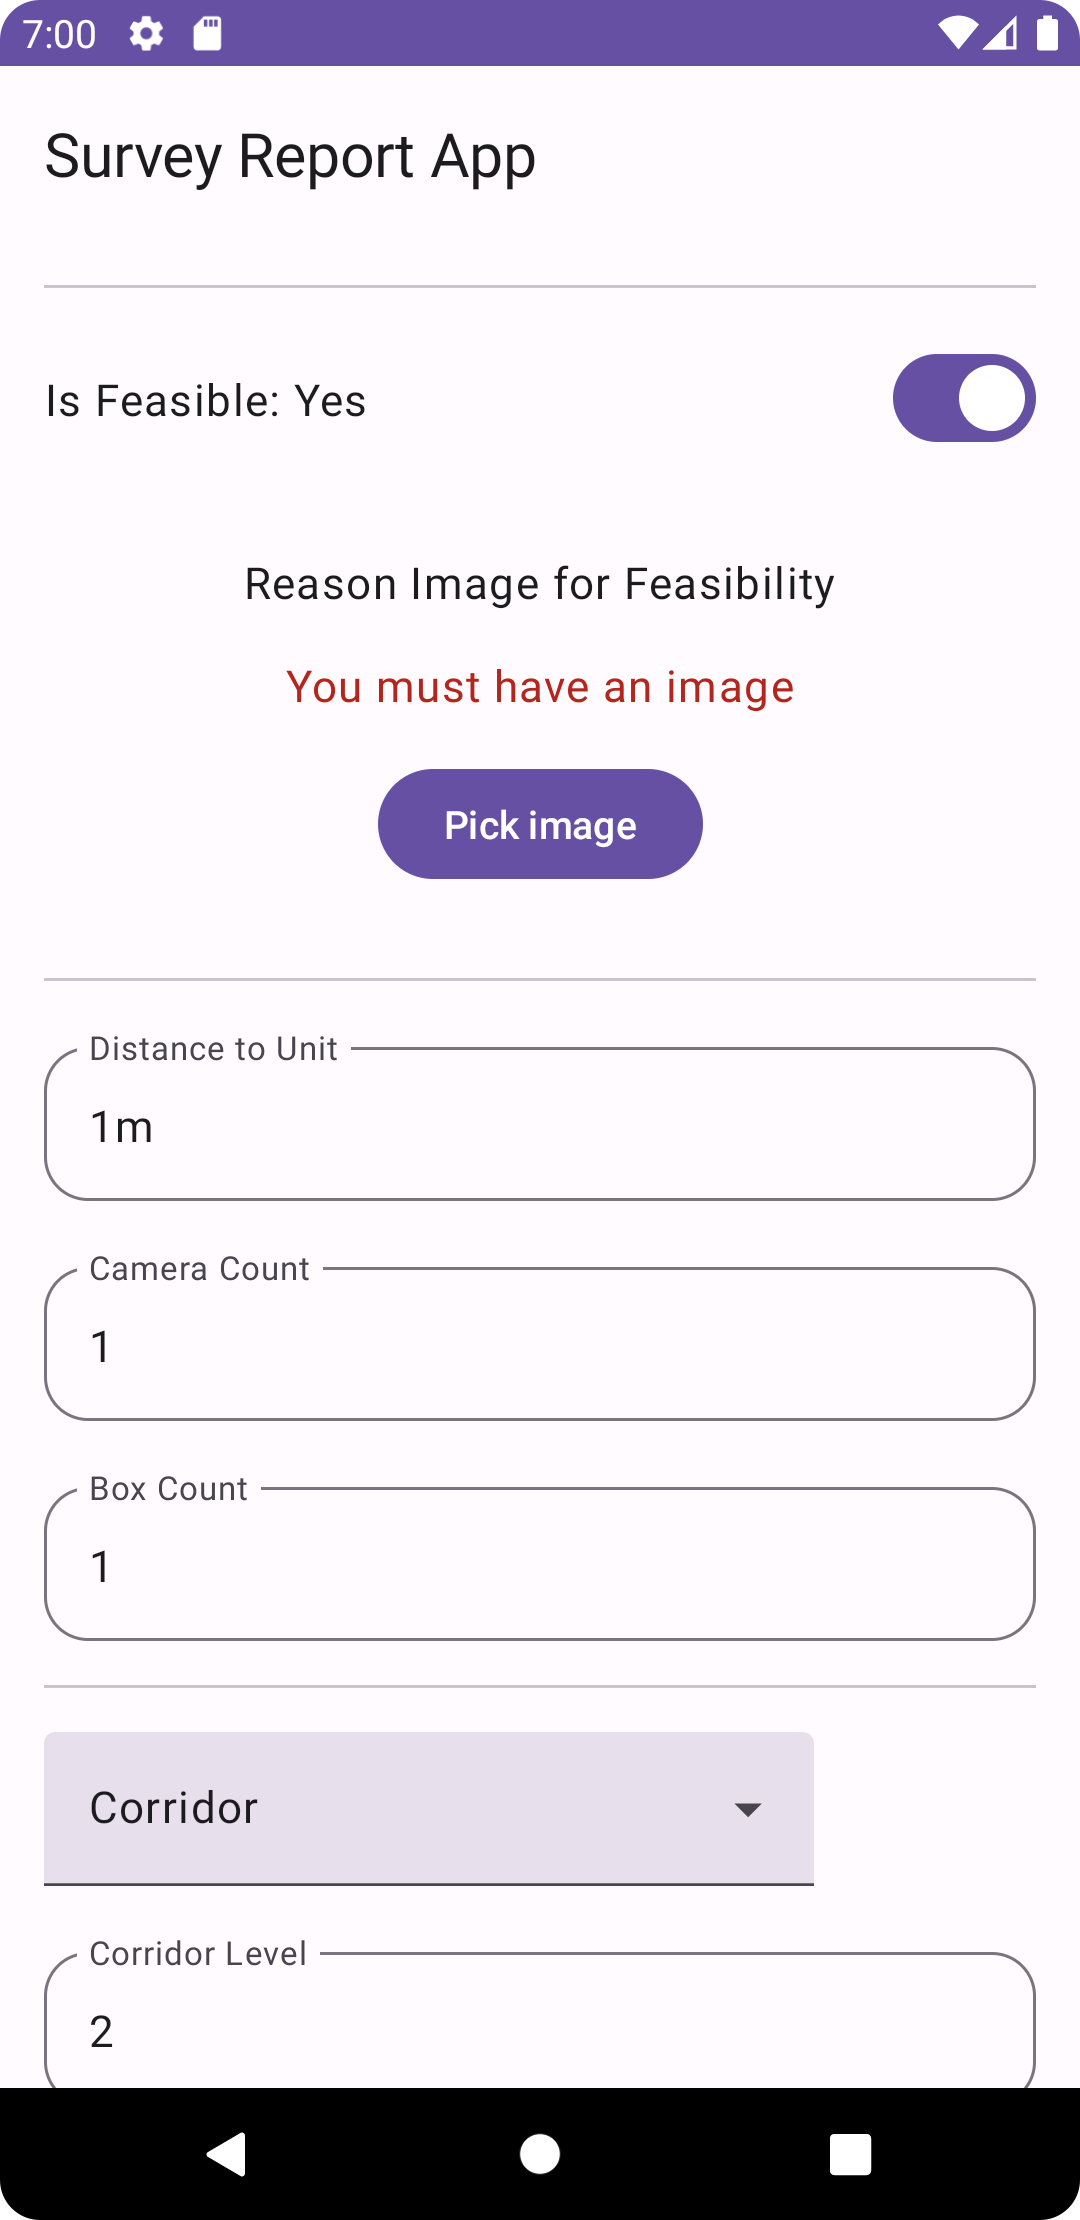 7:00
Survey Report App
Is Feasible: Yes
Reason Image for Feasibility
You must have an image
Pick image
Distance to Unit
1m
Camera Count
1
Box Count
1
Corridor
Corridor Level
2